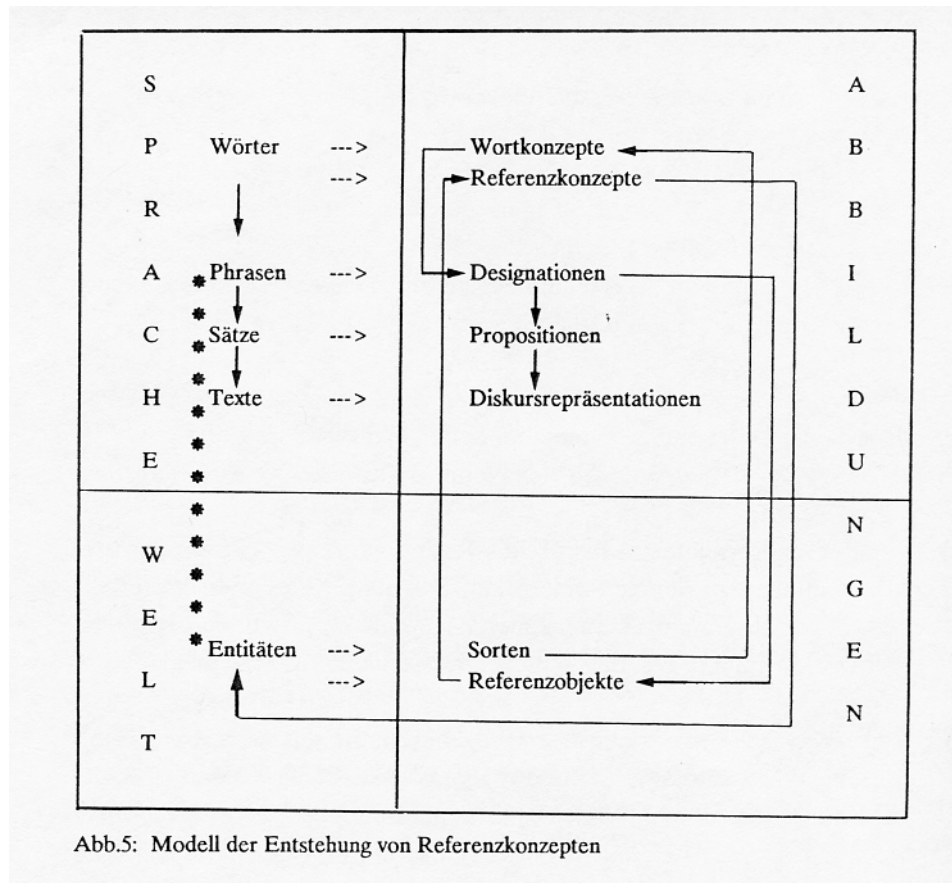 S A
P Wörter ---> Wortkonzepte B
---> Referenzkonzepte
R B
A Phrasen ---> Designationen I
C Sätze ---> Propositionen L
H Texte ---> Diskursrepräsentationen D
E U
N
W
G
E Entitäten ---> Sorten E
L ---> Referenzobjekte
N
T
Abb.5: Modell der Entstehung von Referenzkonzepten